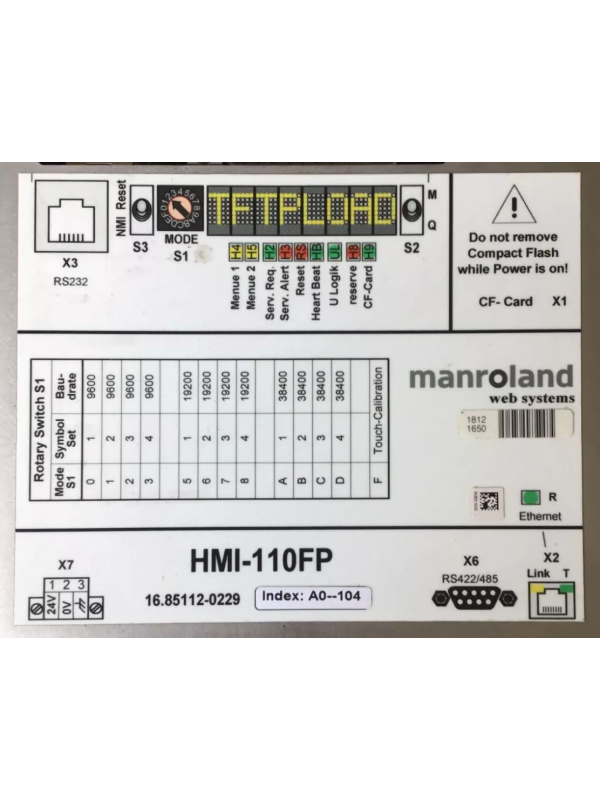 X3
RS232
NMI Reset
S3
0123456789ABCDEF
MODE
S1
TFTPLOAD
M
Q
S2
H4 H5 H2 H3 RS HB UL H8 H9
Menue 1
Menue 2
Serv. Req.
Serv. Alert
Reset
Heart Beat
U Logik
reserve
CF-Card
Do not remove
Compact Flash
while Power is on!
CF- Card X1
Rotary Switch S1
Mode S1 Symbol Set Bau-drate
0 1 9600
1 2 9600
2 3 9600
3 4 9600
5 1 19200
6 2 19200
7 3 19200
8 4 19200
A 1 38400
B 2 38400
C 3 38400
D 4 38400
F Touch-Calibration
manroland
web systems
1812
1650
R
Ethernet
X7
1 2 3
24V 0V
HMI-110FP
16.85112-0229 Index: A0--104
X6
RS422/485
X2
Link T